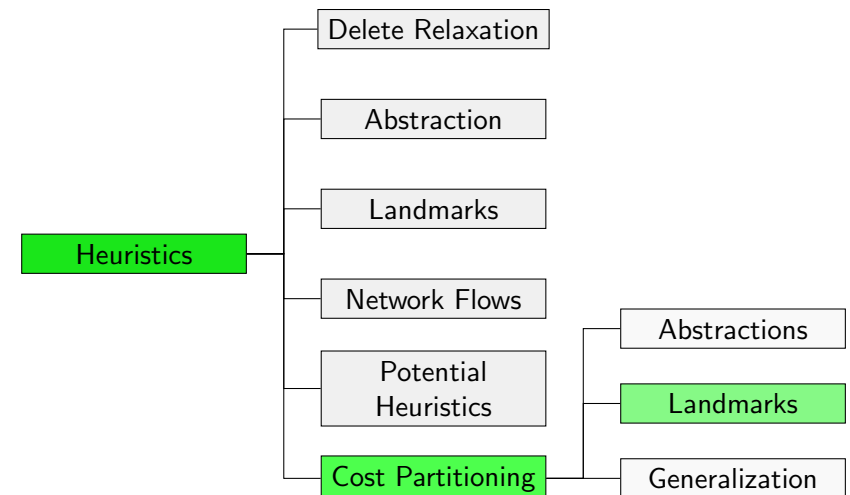 Delete Relaxation
Abstraction
Landmarks
Heuristics
Network Flows
Abstractions
Potential
Heuristics
Landmarks
Cost Partitioning
Generalization